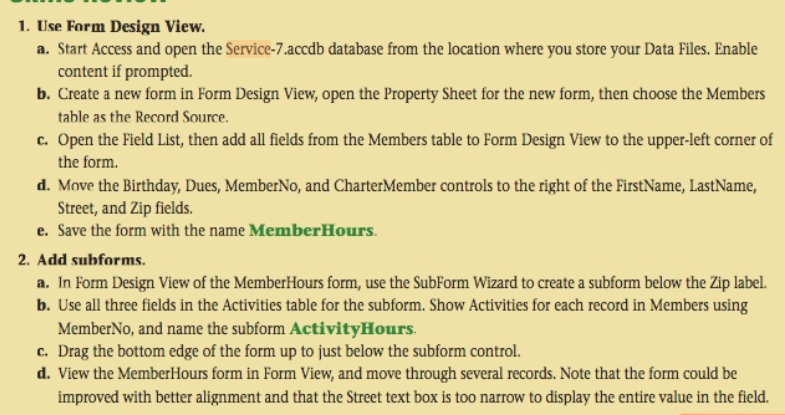 1. Use Form Design View.
a. Start Access and open the Service-7.accdb database from the location where you store your Data Files. Enable
content if prompted.
b. Create a new form in Form Design View, open the Property Sheet for the new form, then choose the Members
table as the Record Source.
c. Open the Field List, then add all fields from the Members table to Form Design View to the upper-left corner of
the form.
d. Move the Birthday, Dues, MemberNo, and CharterMember controls to the right of the FirstName, LastName,
Street, and Zip fields.
e. Save the form with the name MemberHours.
2. Add subforms.
a. In Form Design View of the MemberHours form, use the SubForm Wizard to create a subform below the Zip label.
b. Use all three fields in the Activities table for the subform. Show Activities for each record in Members using
MemberNo, and name the subform ActivityHours.
c. Drag the bottom edge of the form up to just below the subform control.
d. View the MemberHours form in Form View, and move through several records. Note that the form could be
improved with better alignment and that the Street text box is too narrow to display the entire value in the field.